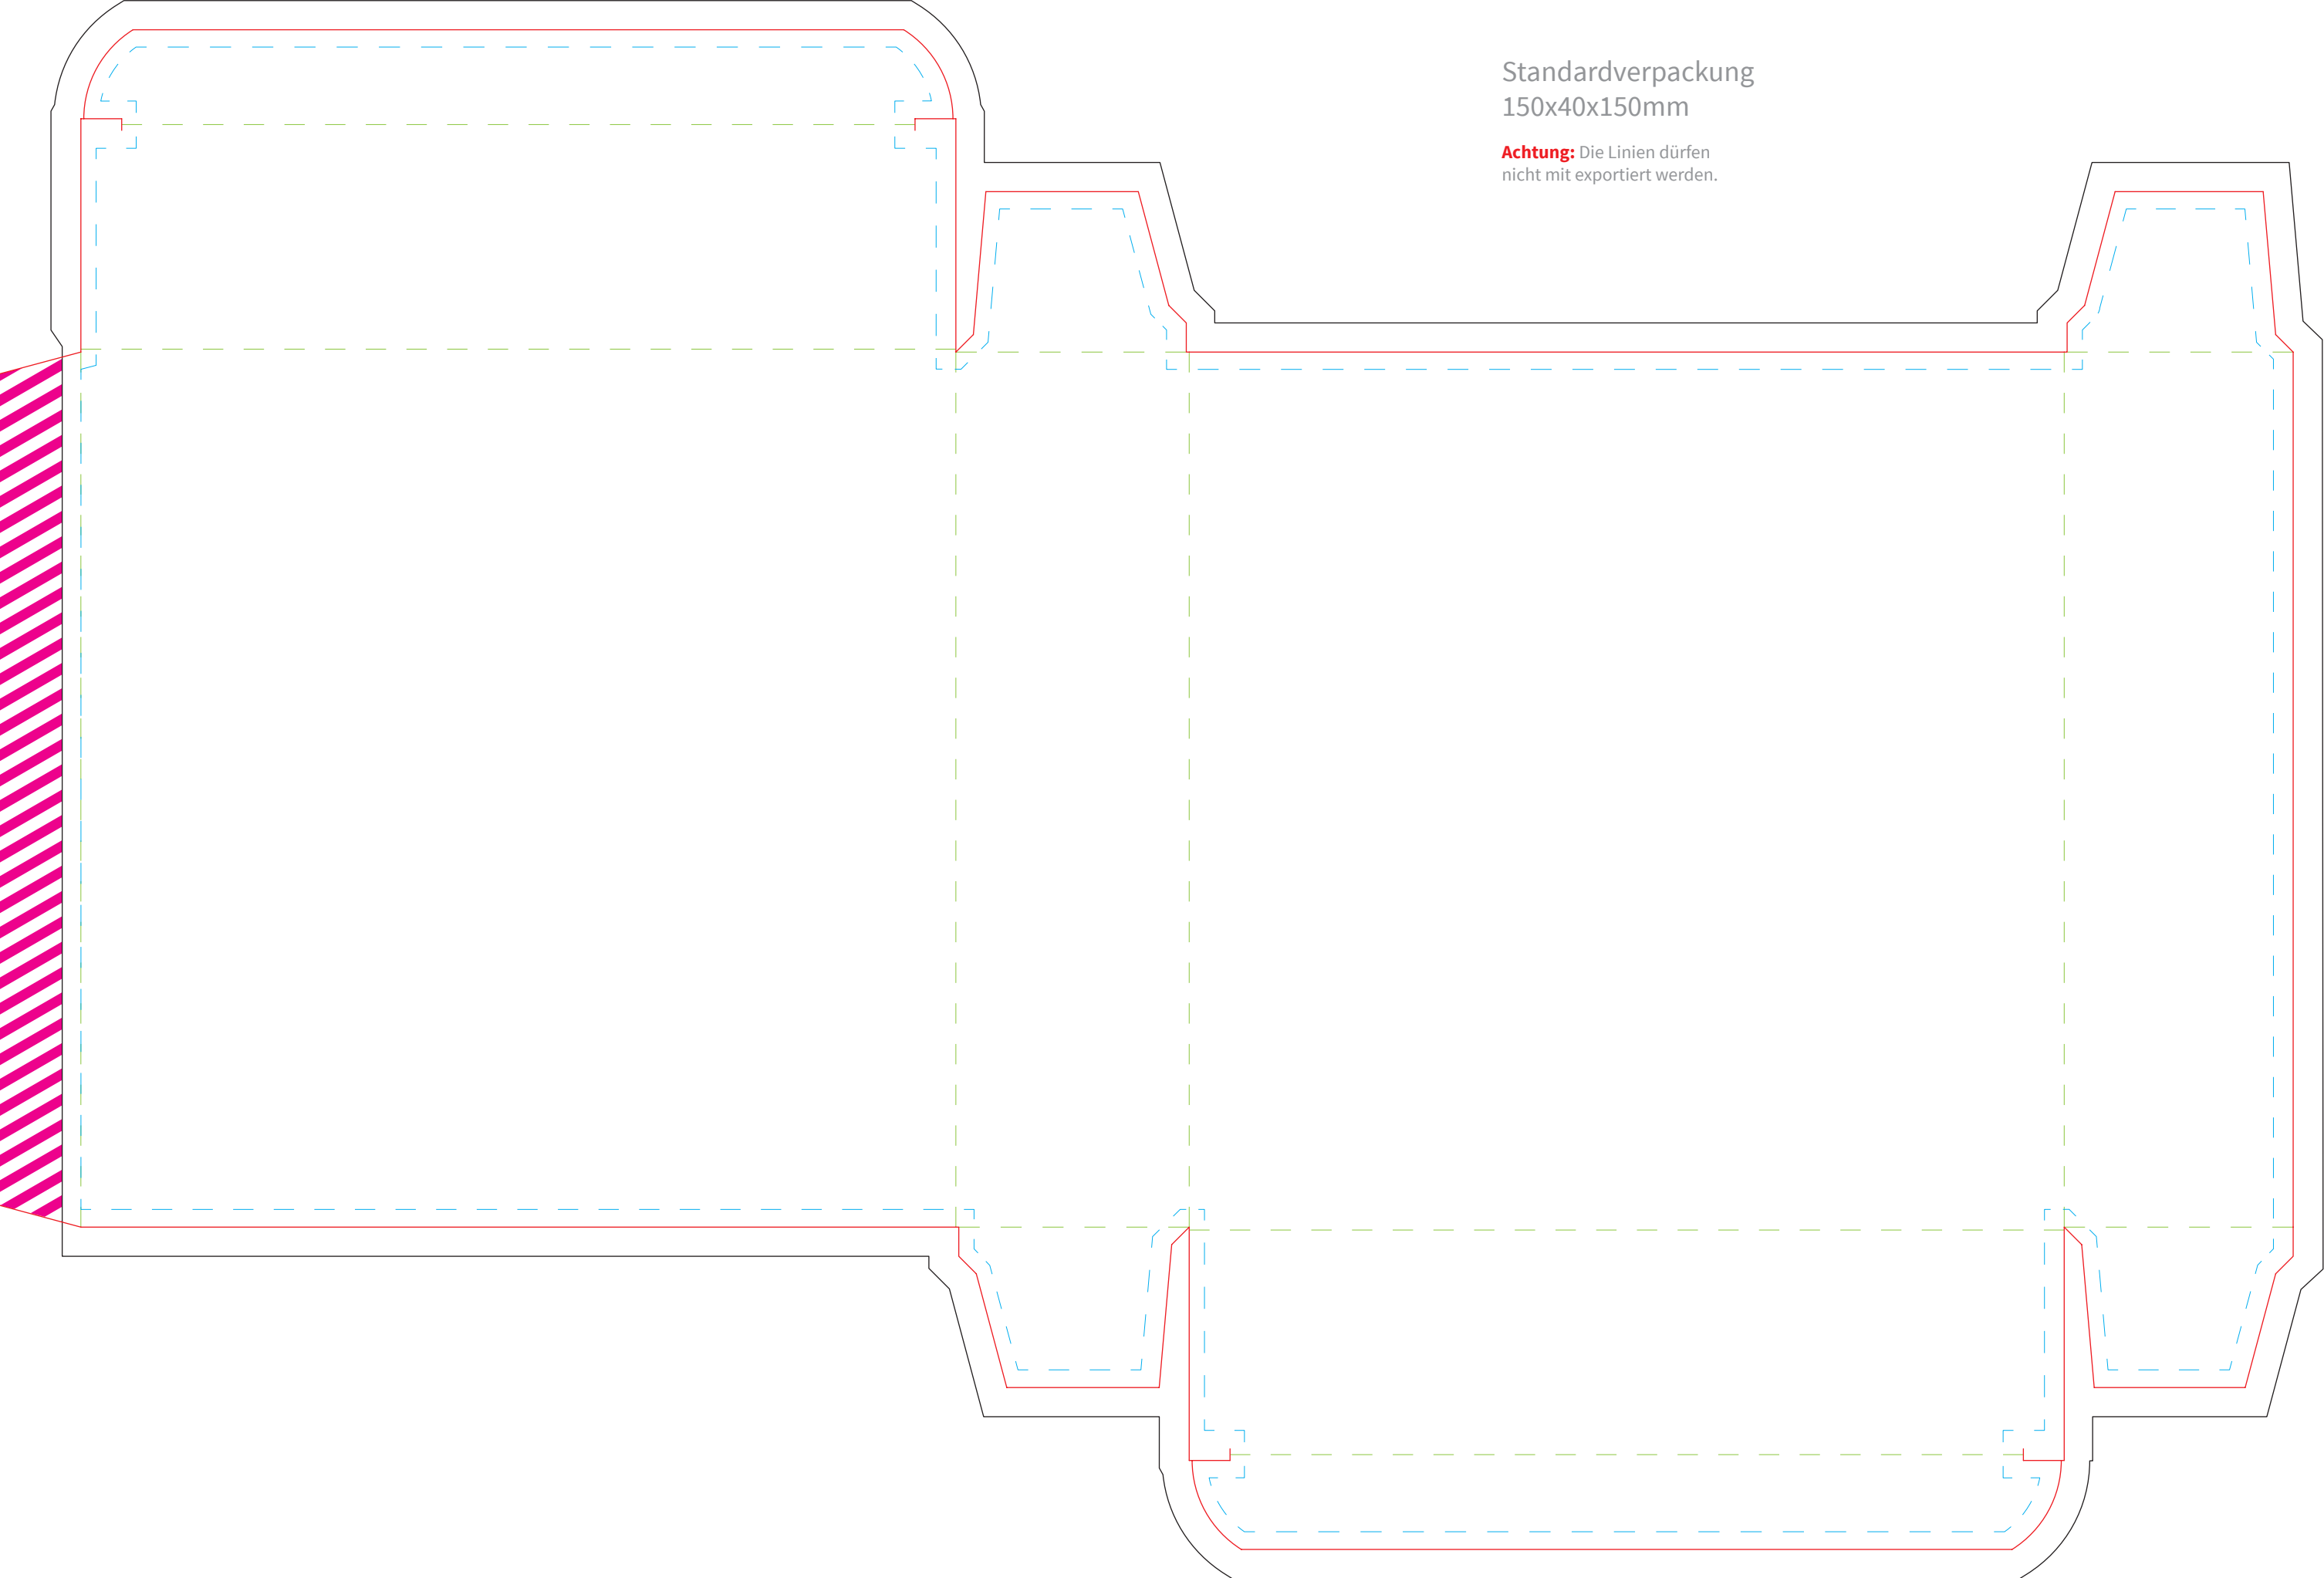 Standardverpackung
150x40x150mm
Achtung: Die Linien dürfen
nicht mit exportiert werden.